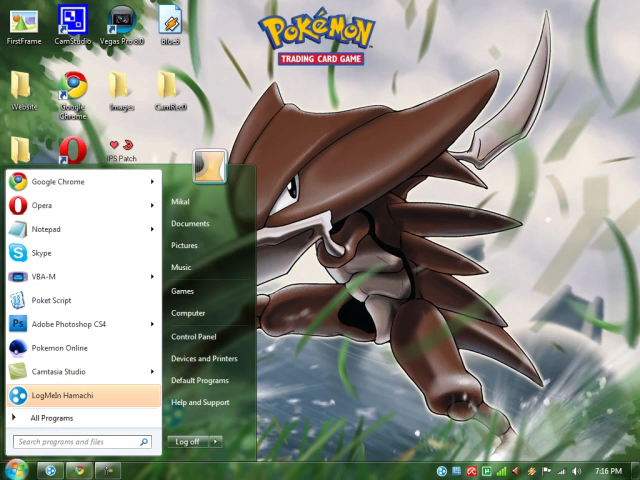 FirstFrame
CamStudio
Vegas Pro 8.0
blue6
POKéMON
TRADING CARD GAME
Website
Google Chrome
Images
CamRec0
IPS Patch
Google Chrome
Opera
Notepad
Skype
VBA-M
Poket Script
Adobe Photoshop CS4
Pokemon Online
Camtasia Studio
LogMeIn Hamachi
All Programs
Search programs and files
Mikal
Documents
Pictures
Music
Games
Computer
Control Panel
Devices and Printers
Default Programs
Help and Support
Log off
7:16 PM